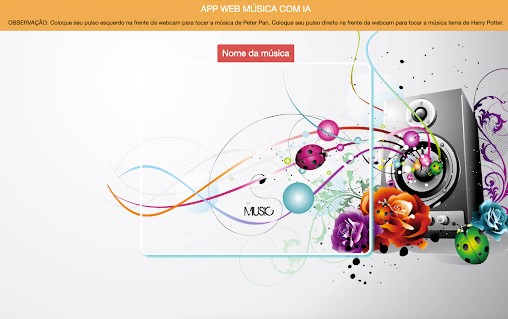 APP WEB MÚSICA COM IA
OBSERVAÇÃO: Coloque seu pulso esquerdo na frente da webcam para tocar a música de Peter Pan. Coloque seu pulso direito na frente da webcam para tocar a música tema de Harry Potter.
Nome da música
MUSIC